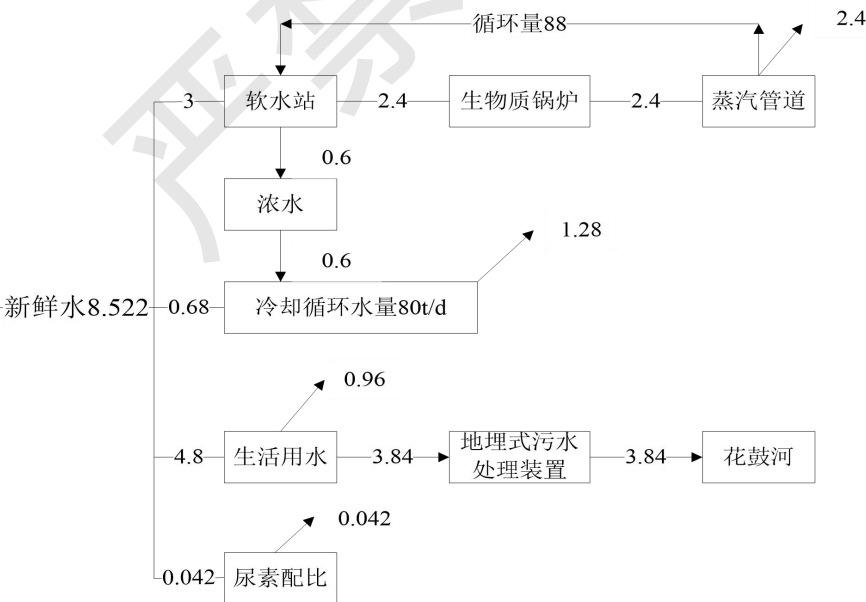 循环量88
2.4
3
软水站
2.4
生物质锅炉
2.4
蒸汽管道
0.6
浓水
0.6
1.28
新鲜水8.522
0.68
冷却循环水量80t/d
0.96
4.8
生活用水
3.84
地埋式污水
处理装置
3.84
花鼓河
0.042
0.042
尿素配比
严禁